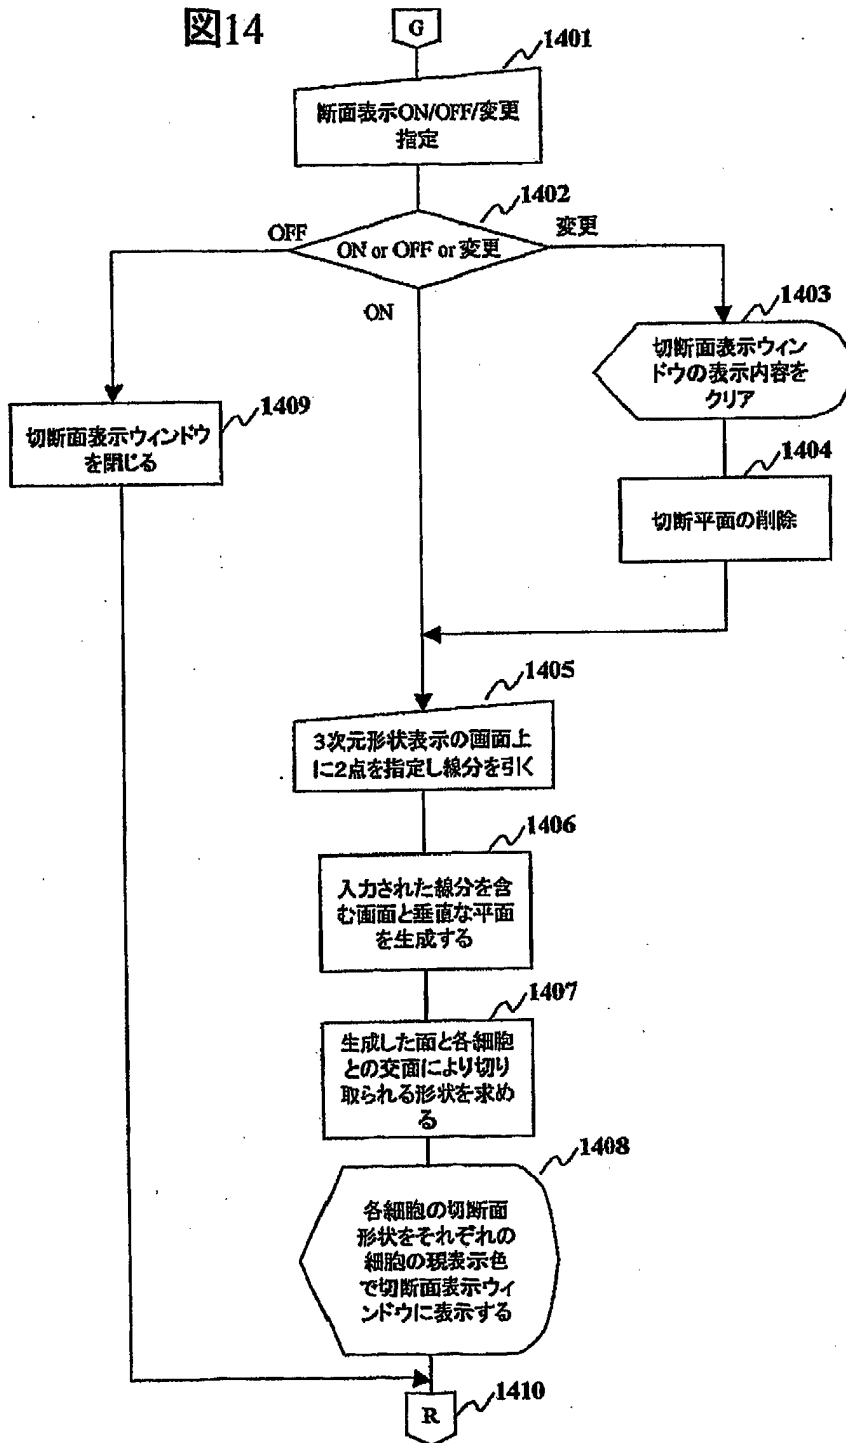 図14
G
1401
断面表示ON/OFF/変更
指定
1402
OFF
ON or OFF or 変更
変更
ON
1403
切断面表示ウィン
ドウの表示内容を
クリア
1409
切断面表示ウィンドウ
を閉じる
1404
切断平面の削除
1405
3次元形状表示の画面上
に2点を指定し線分を引く
1406
入力された線分を含
む画面と垂直な平面
を生成する
1407
生成した面と各細胞
との交面により切り
取られる形状を求め
る
1408
各細胞の切断面
形状をそれぞれの
細胞の現表示色
で切断面表示ウィ
ンドウに表示する
R
1410